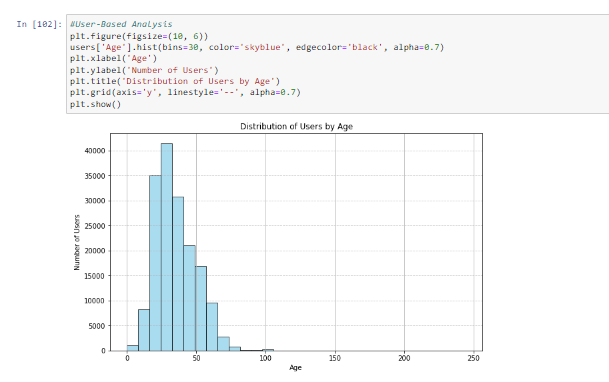 In [102]: #User-Based Analysis
plt.figure(figsize=(10, 6))
users['Age'].hist(bins=30, color='skyblue', edgecolor='black', alpha=0.7)
plt.xlabel('Age')
plt.ylabel('Number of Users')
plt.title('Distribution of Users by Age')
plt.grid(axis='y', linestyle='--', alpha=0.7)
plt.show()
Distribution of Users by Age
40000
35000
30000
25000
20000
15000
10000
5000
0
Number of Users
0 50 100 150 200 250
Age